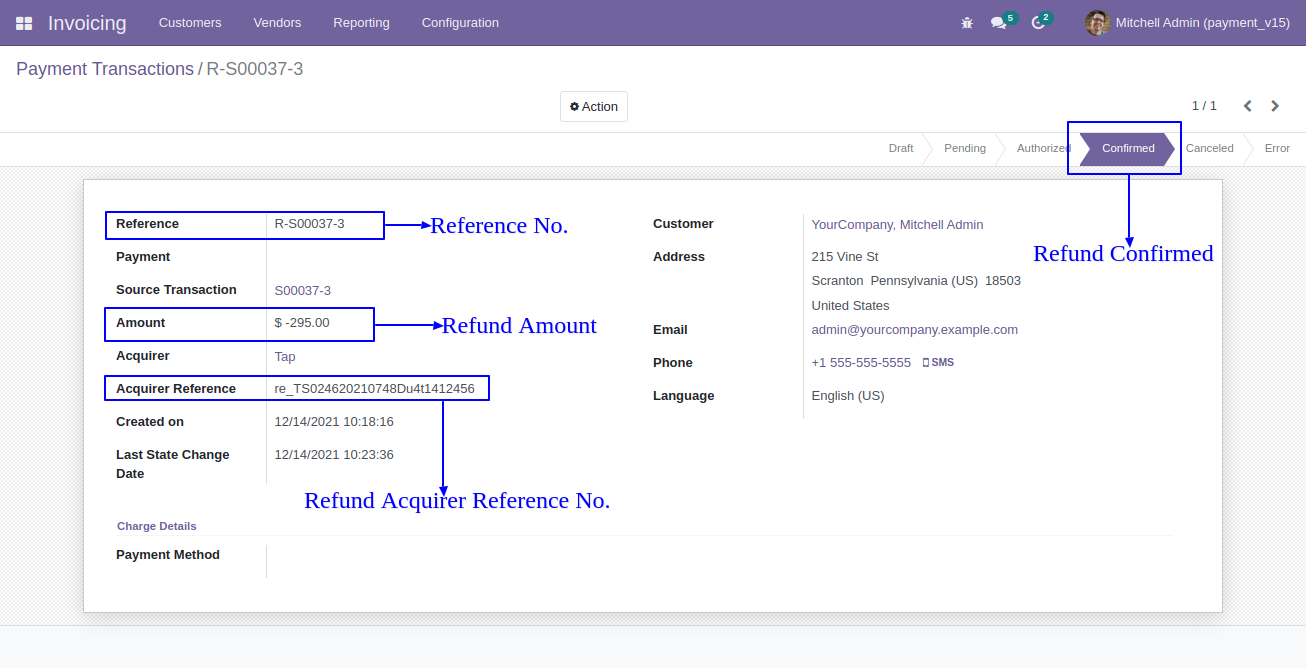 Invoicing Customers Vendors Reporting Configuration 5 2 Mitchell Admin (payment_v15)
Payment Transactions / R-S00037-3
Action 1 / 1
Draft Pending Authorized Confirmed Canceled Error
Reference R-S00037-3 Reference No.
Payment
Source Transaction S00037-3
Amount $ -295.00 Refund Amount
Acquirer Tap
Acquirer Reference re_TS024620210748Du4t1412456
Created on 12/14/2021 10:18:16
Last State Change
Date
12/14/2021 10:23:36
Refund Acquirer Reference No.
Customer YourCompany, Mitchell Admin
Address 215 Vine St
Scranton Pennsylvania (US) 18503
United States
Email admin@yourcompany.example.com
Phone +1 555-555-5555 SMS
Language English (US)
Refund Confirmed
Charge Details
Payment Method